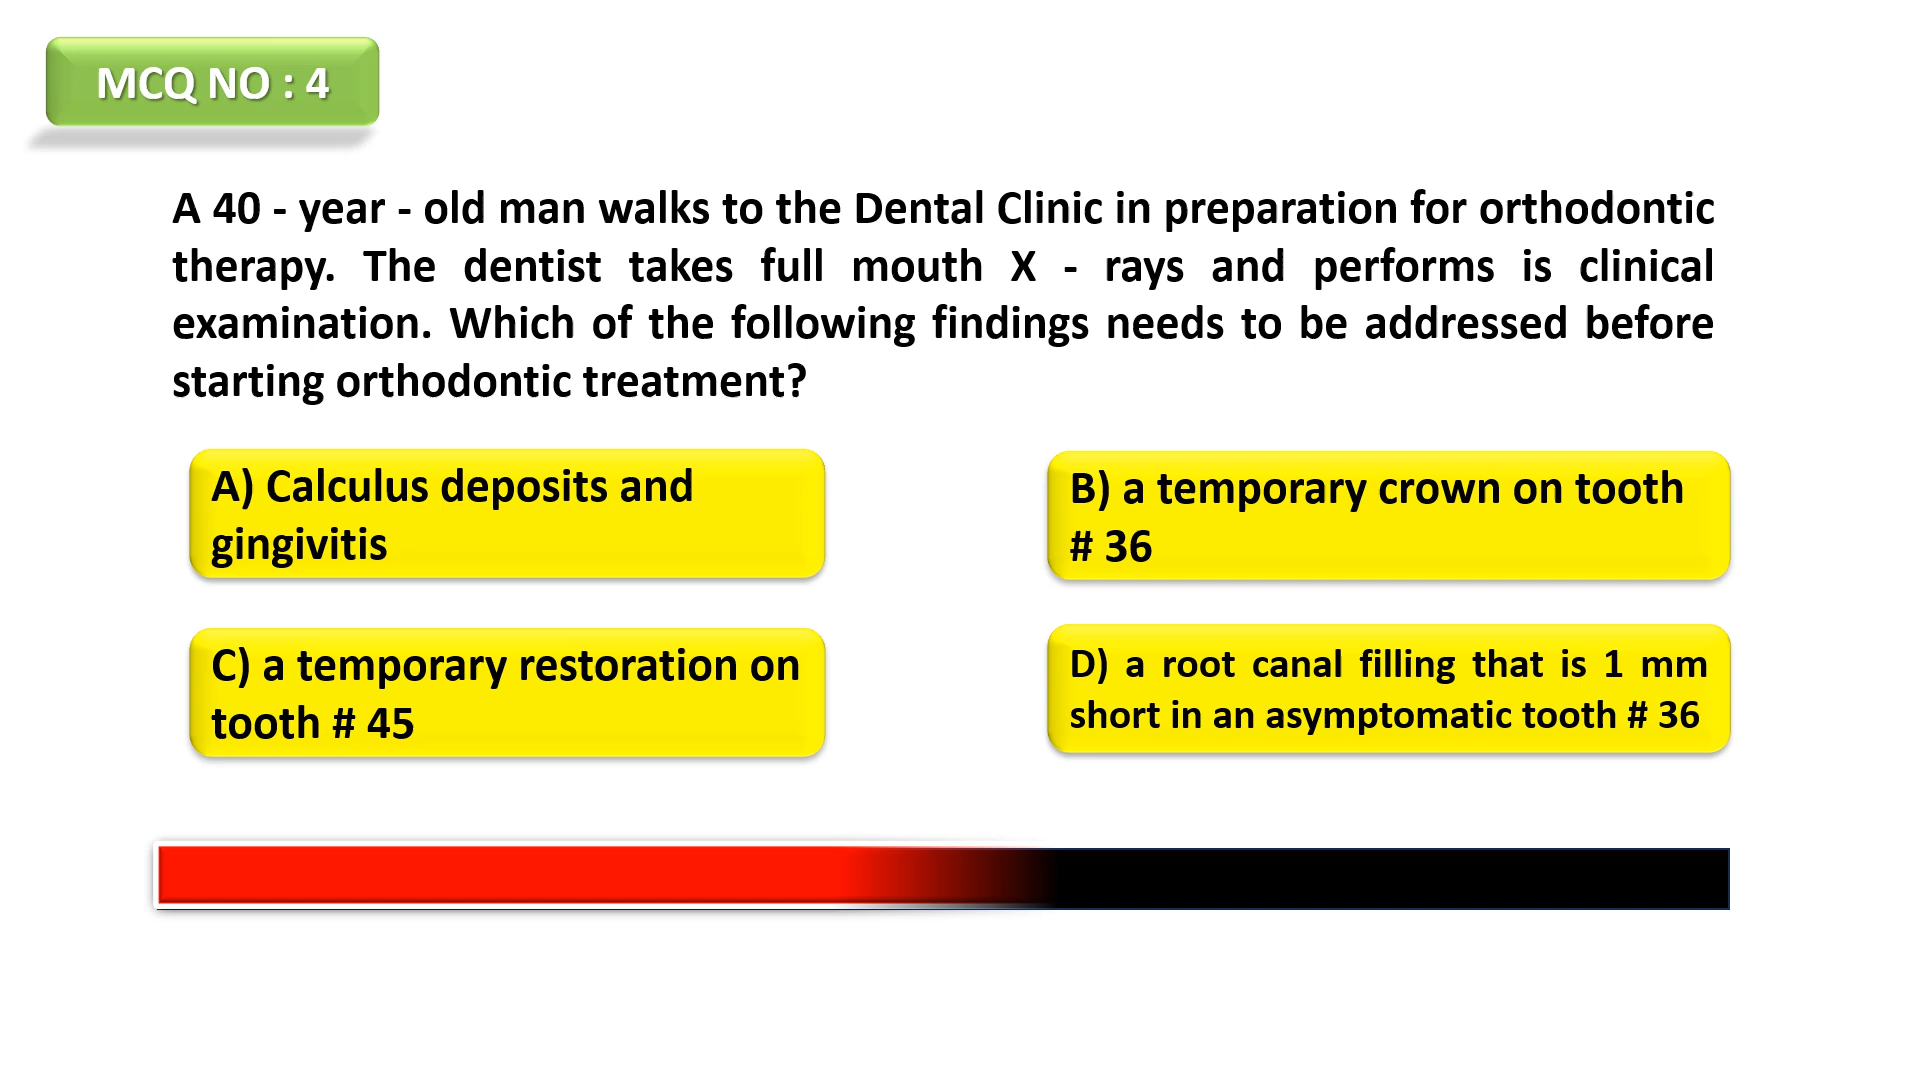 MCQ NO : 4
A 40 - year - old man walks to the Dental Clinic in preparation for orthodontic
therapy. The dentist takes full mouth X - rays and performs is clinical
examination. Which of the following findings needs to be addressed before
starting orthodontic treatment?
A) Calculus deposits and
gingivitis
B) a temporary crown on tooth
# 36
C) a temporary restoration on
tooth # 45
D) a root canal filling that is 1 mm
short in an asymptomatic tooth # 36